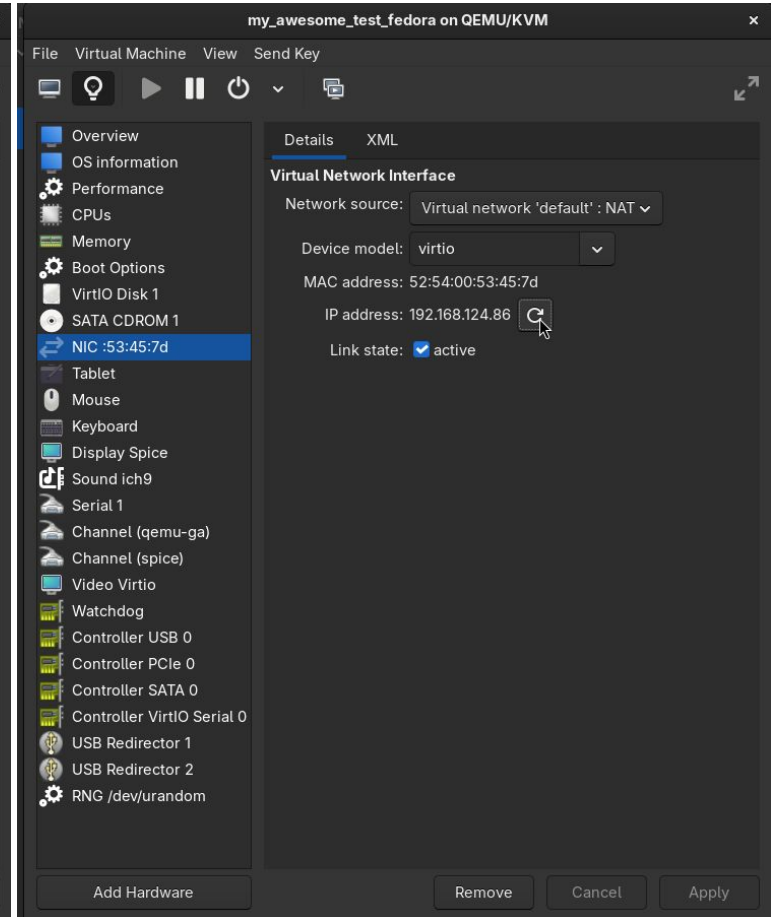 my_awesome_test_fedora on QEMU/KVM
File Virtual Machine View Send Key
Overview
OS information
Performance
CPUs
Memory
Boot Options
VirtIO Disk 1
SATA CDROM 1
NIC :53:45:7d
Tablet
Mouse
Keyboard
Display Spice
Sound ich9
Serial 1
Channel (qemu-ga)
Channel (spice)
Video Virtio
Watchdog
Controller USB 0
Controller PCIe 0
Controller SATA 0
Controller VirtIO Serial 0
USB Redirector 1
USB Redirector 2
RNG /dev/urandom
Add Hardware
Details XML
Virtual Network Interface
Network source: Virtual network 'default' : NAT
Device model: virtio
MAC address: 52:54:00:53:45:7d
IP address: 192.168.124.86
Link state: active
Remove Cancel Apply